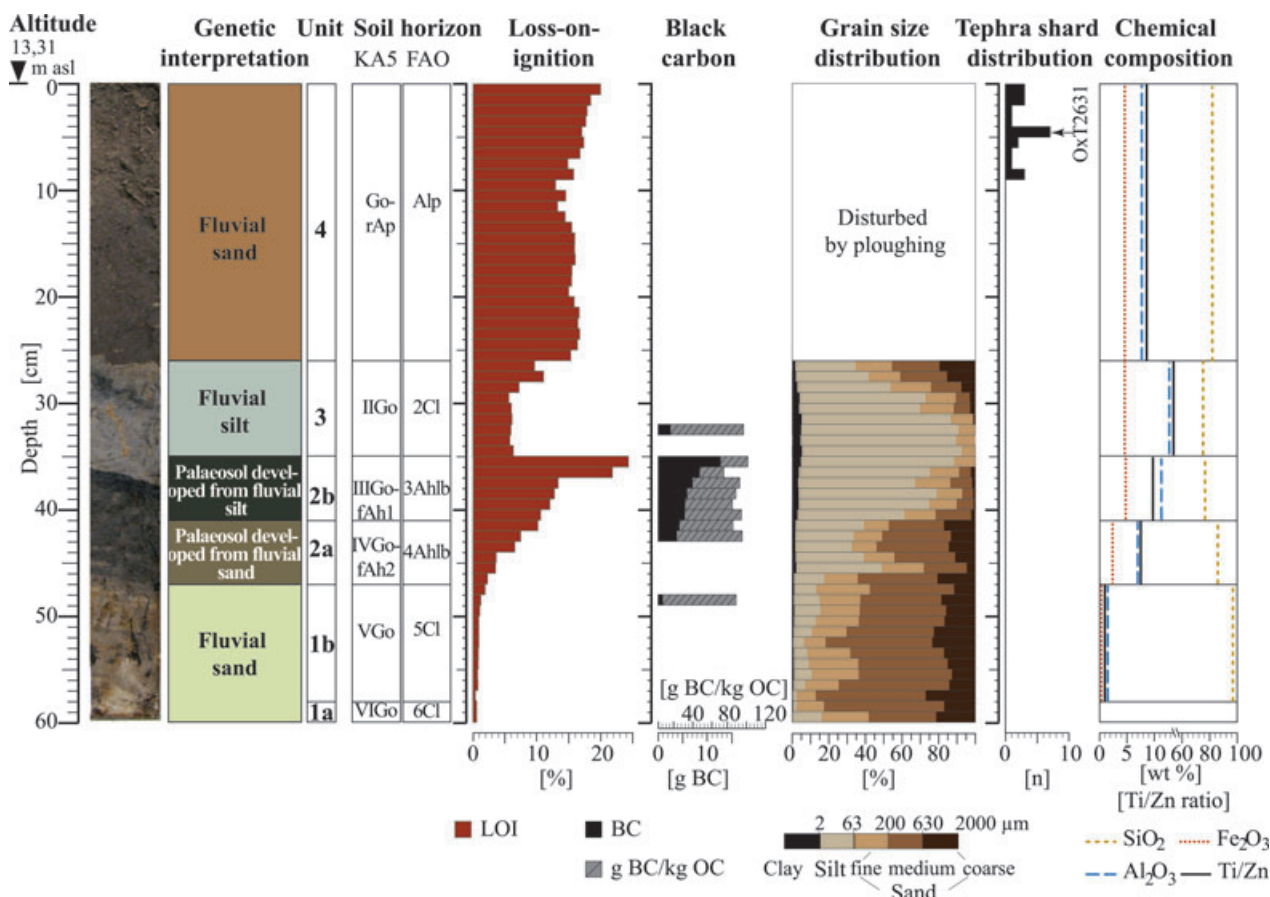 Altitude
13,31
m asl
Genetic
interpretation
Unit
Soil horizon
KA5 FAO
Loss-on-
ignition
Black
carbon
Grain size
distribution
Tephra shard
distribution
Chemical
composition
Depth [cm]
0
10
20
30
40
50
60
Fluvial
sand
4
Go-
rAp
Alp
Fluvial
silt
3
IIGo
2Cl
Palaeosol devel-
oped from fluvial
silt
2b
IIIGo-
fAh1
3Ahlb
Palaeosol devel-
oped from fluvial
sand
2a
IVGo-
fAh2
4Ahlb
Fluvial
sand
1b
VGo
5Cl
1a
VIGo
6Cl
Disturbed
by ploughing
OxT2631
0 10 20
[%]
[g BC/kg OC]
40 80 120
0 10
[g BC]
0 20 40 60 80
[%]
0 10
[n]
0 5 10 80 100
[wt %]
[Ti/Zn ratio]
LOI
BC
g BC/kg OC
2 63 200 630 2000 µm
Clay Silt fine medium coarse
Sand
SiO₂ Fe₂O₃
Al₂O₃ Ti/Zn